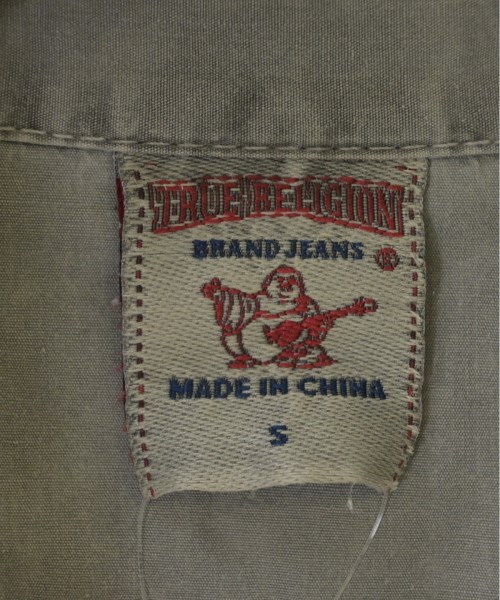 TRUE RELIGION
BRAND JEANS ®
MADE IN CHINA
S